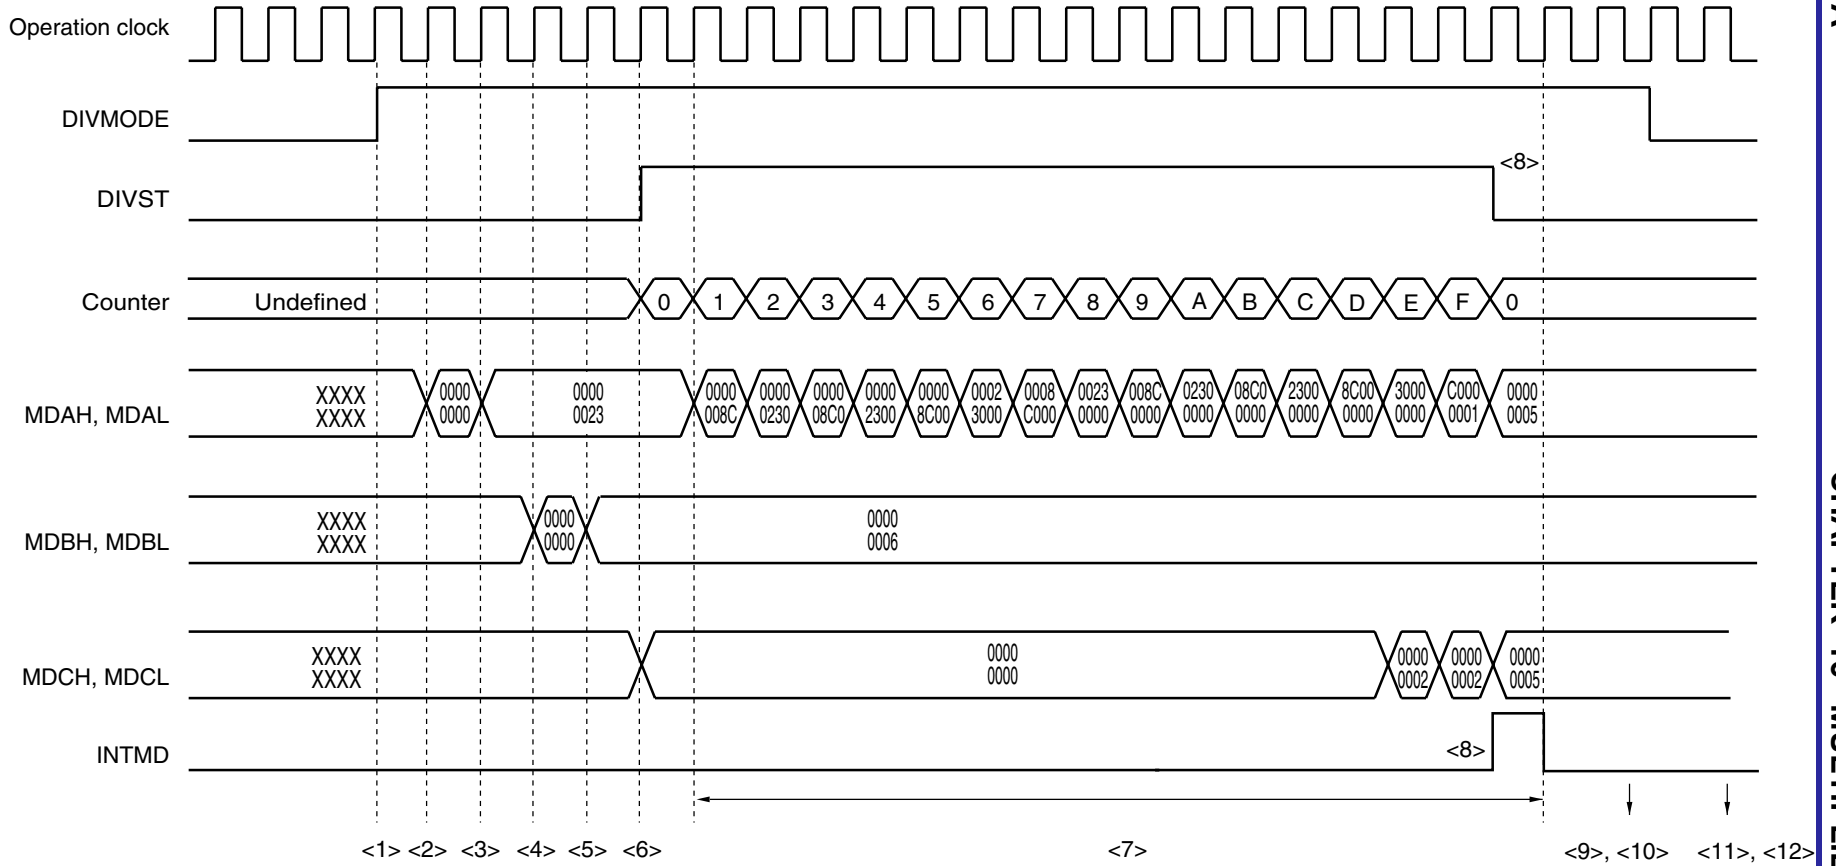 Operation clock
DIVMODE
<8>
DIVST
Counter Undefined 0 1 2 3 4 5 6 7 8 9 A B C D E F 0
XXXX 0000 0000 0000 0000 0000 0000 0000 0002 0008 0023 008C 0230 08C0 2300 8C00 3000 C000 0000
MDAH, MDAL XXXX 0000 0023 008C 0230 08C0 2300 8C00 3000 C000 0000 0000 0000 0000 0000 0000 0000 0001 0005
XXXX 0000 0000
MDBH, MDBL XXXX 0000 0006
XXXX 0000 0000 0000 0000
MDCH, MDCL XXXX 0000 0002 0002 0005
INTMD <8>
<1> <2> <3> <4> <5> <6> <7> <9>, <10> <11>, <12>